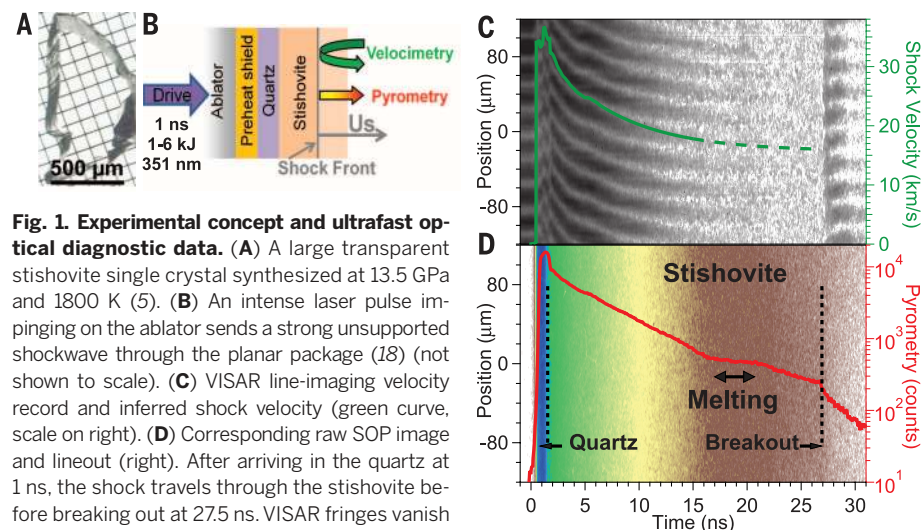 A
500 µm
B
Drive
1 ns
1-6 kJ
351 nm
Ablator
Preheat shield
Quartz
Stishovite
Velocimetry
Pyrometry
Us
Shock Front
Fig. 1. Experimental concept and ultrafast op-
tical diagnostic data. (A) A large transparent
stishovite single crystal synthesized at 13.5 GPa
and 1800 K (5). (B) An intense laser pulse im-
pinging on the ablator sends a strong unsupported
shockwave through the planar package (18) (not
shown to scale). (C) VISAR line-imaging velocity
record and inferred shock velocity (green curve,
scale on right). (D) Corresponding raw SOP image
and lineout (right). After arriving in the quartz at
1 ns, the shock travels through the stishovite be-
fore breaking out at 27.5 ns. VISAR fringes vanish
C
Position (µm)
80
0
-80
Shock Velocity (km/s)
30
20
10
0
D
Position (µm)
80
0
-80
Stishovite
Melting
Quartz
Breakout
Pyrometry (counts)
10⁴
10³
10²
10¹
0 5 10 15 20 25 30
Time (ns)